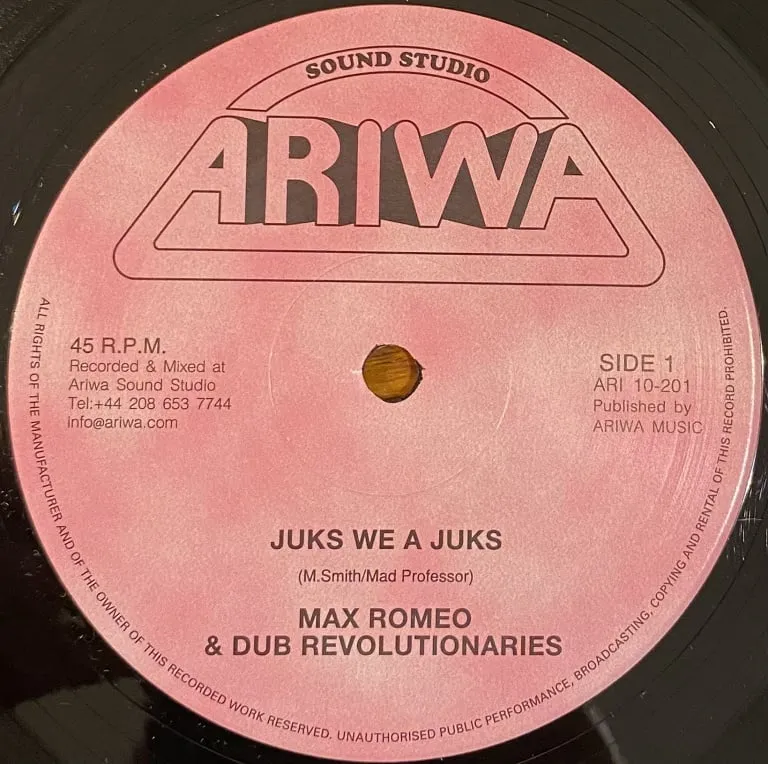 SOUND STUDIO
ARIWA
45 R.P.M.
Recorded & Mixed at
Ariwa Sound Studio
Tel:+44 208 653 7744
info@ariwa.com
SIDE 1
ARI 10-201
Published by
ARIWA MUSIC
JUKS WE A JUKS
(M.Smith/Mad Professor)
MAX ROMEO
& DUB REVOLUTIONARIES
ALL RIGHTS OF THE MANUFACTURER AND OF THE OWNER OF THIS RECORDED WORK RESERVED. UNAUTHORISED PUBLIC PERFORMANCE, BROADCASTING, COPYING AND RENTAL OF THIS RECORD PROHIBITED.